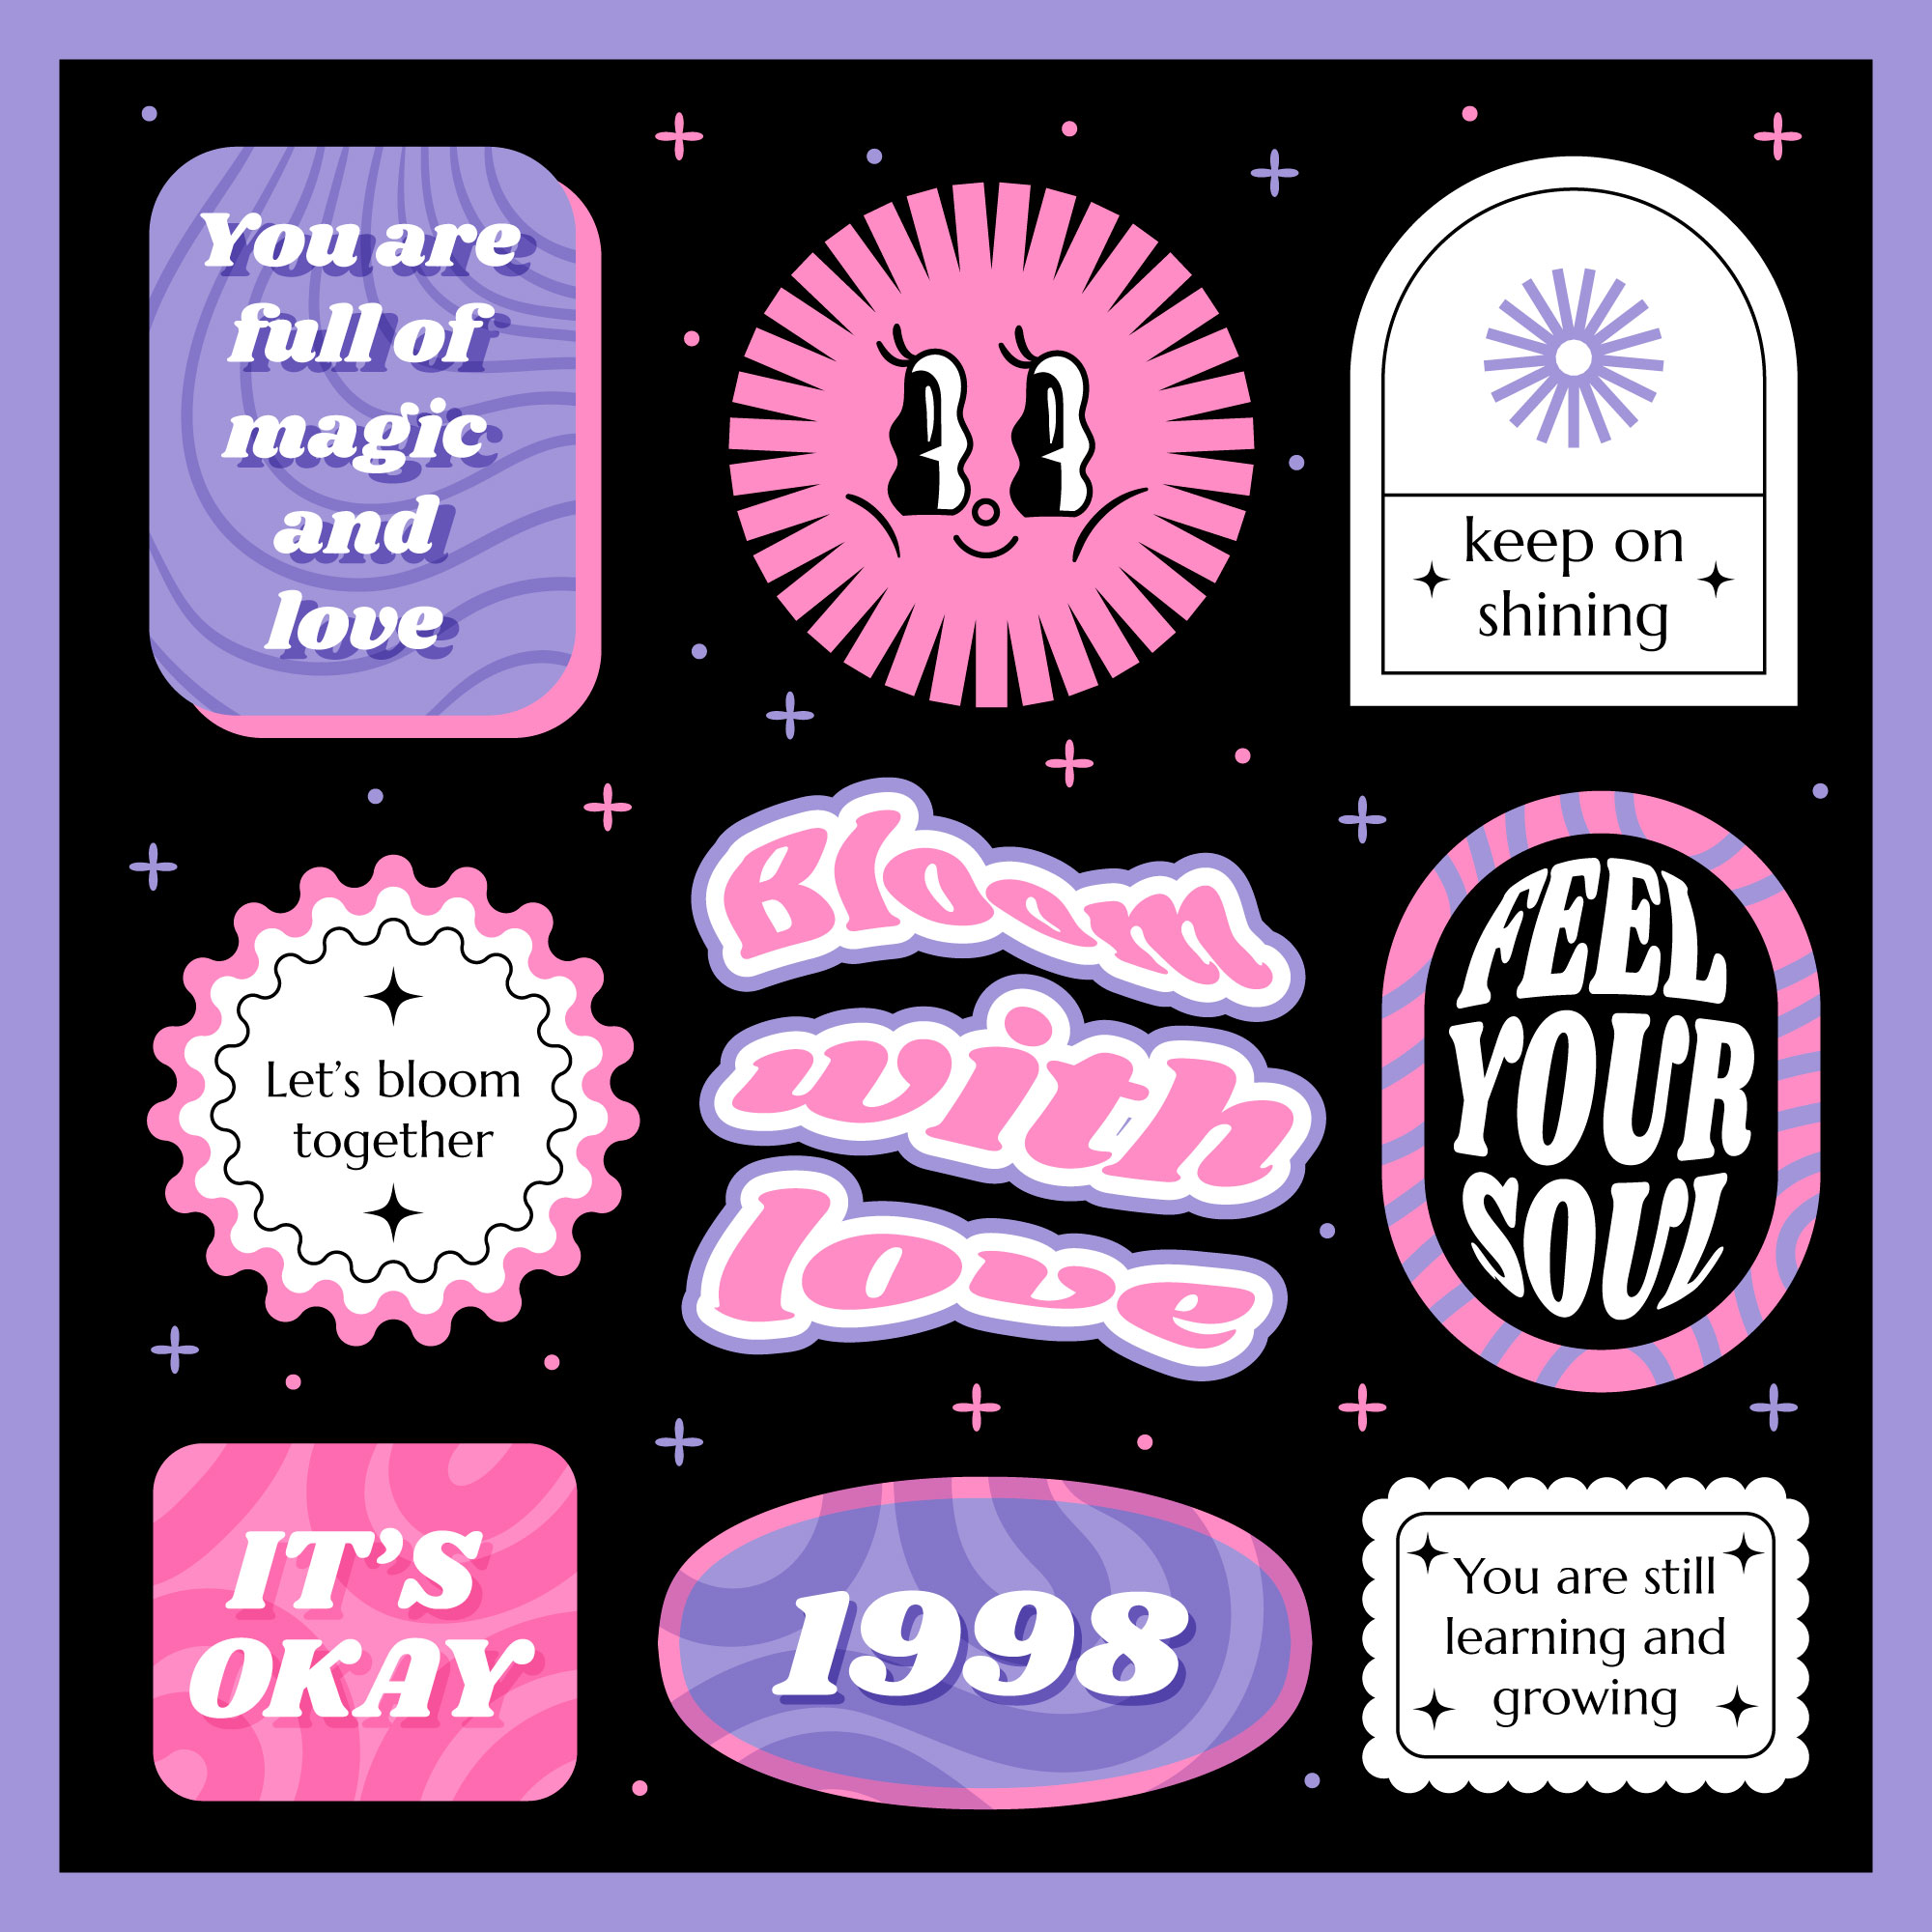 You are
full of
magic
and
love
keep on
shining
Let's bloom
together
Bloom
with
love
FEEL
YOUR
SOUL
IT'S
OKAY
1998
You are still
learning and
growing